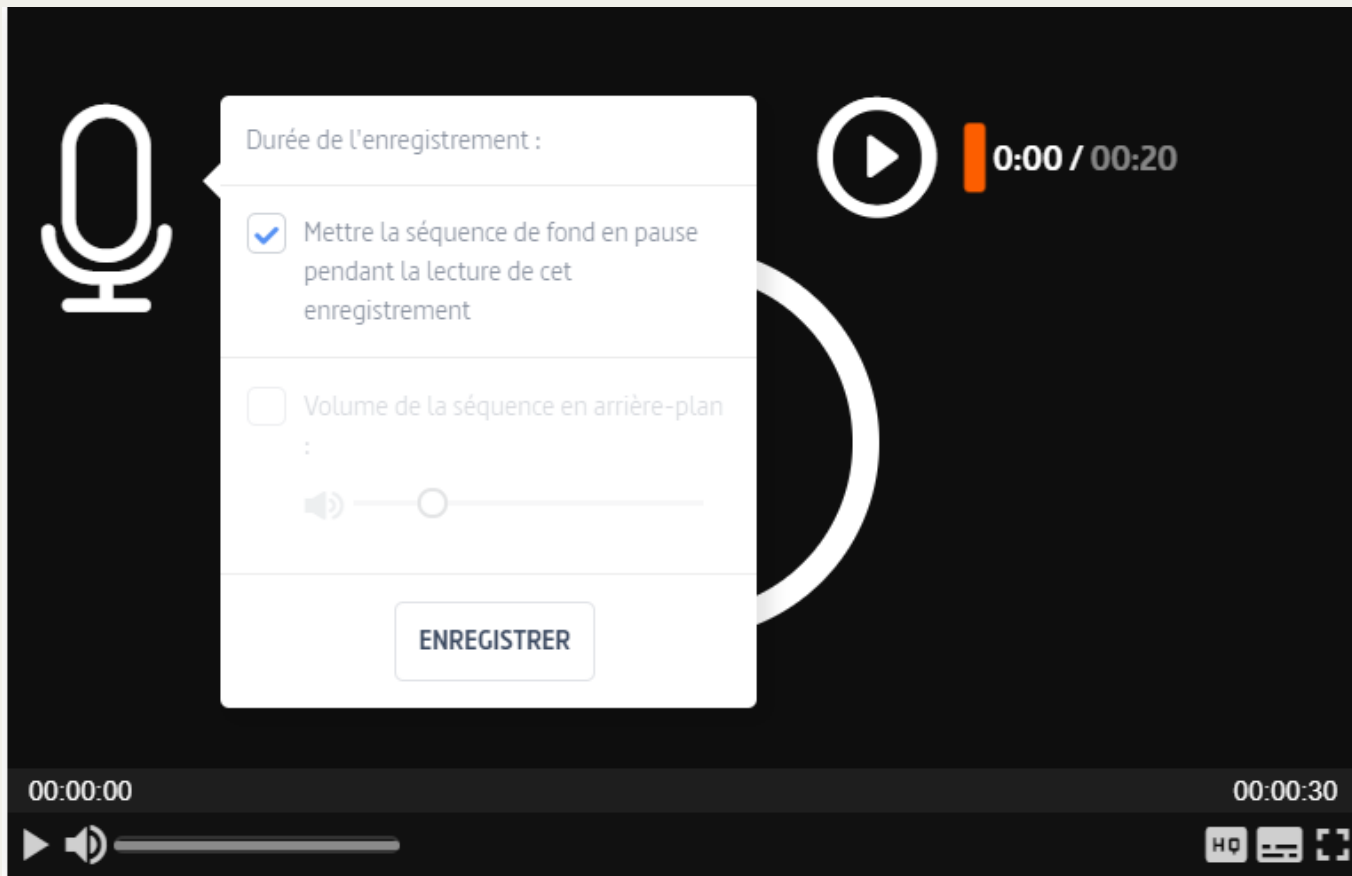 Durée de l'enregistrement :
0:00 / 00:20
Mettre la séquence de fond en pause
pendant la lecture de cet
enregistrement
Volume de la séquence en arrière-plan
:
ENREGISTRER
00:00:00
00:00:30
HQ